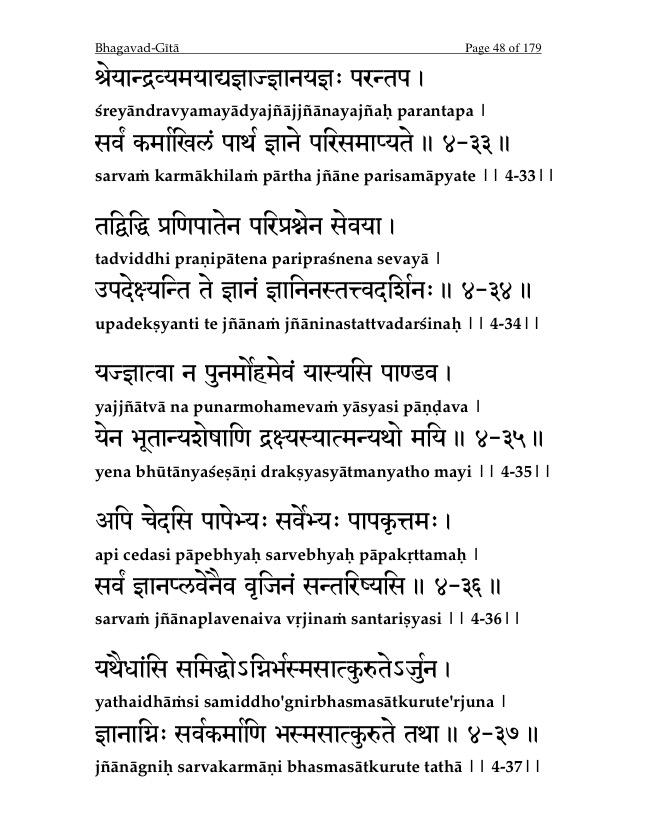 Bhagavad-Gītā Page 48 of 179
श्रेयान्द्रव्यमयाद्यज्ञाज्ज्ञानयज्ञः परन्तप ।
śreyāndravyamayādyajñājjñānayajñaḥ parantapa |
सर्वं कर्माखिलं पार्थ ज्ञाने परिसमाप्यते ॥ ४-३३ ॥
sarvaṁ karmākhilaṁ pārtha jñāne parisamāpyate || 4-33||
तद्विद्धि प्रणिपातेन परिप्रश्नेन सेवया ।
tadviddhi praṇipātena paripraśnena sevayā |
उपदेक्ष्यन्ति ते ज्ञानं ज्ञानिनस्तत्त्वदर्शिनः ॥ ४-३४ ॥
upadekṣyanti te jñānaṁ jñāninastattvadarśinaḥ || 4-34||
यज्ज्ञात्वा न पुनर्मोहमेवं यास्यसि पाण्डव ।
yajjñātvā na punarmohamevaṁ yāsyasi pāṇḍava |
येन भूतान्यशेषाणि द्रक्ष्यस्यात्मन्यथो मयि ॥ ४-३५ ॥
yena bhūtānyaśeṣāṇi drakṣyasyātmanyatho mayi || 4-35||
अपि चेदसि पापेभ्यः सर्वेभ्यः पापकृत्तमः ।
api cedasi pāpebhyaḥ sarvebhyaḥ pāpakṛttamaḥ |
सर्वं ज्ञानप्लवेनैव वृजिनं सन्तरिष्यसि ॥ ४-३६ ॥
sarvaṁ jñānaplavenaiva vṛjinaṁ santariṣyasi || 4-36||
यथैधांसि समिद्धोऽग्निर्भस्मसात्कुरुतेऽर्जुन ।
yathaidhāṁsi samiddho'gnirbhasmasātkurute'rjuna |
ज्ञानाग्निः सर्वकर्माणि भस्मसात्कुरुते तथा ॥ ४-३७ ॥
jñānāgniḥ sarvakarmāṇi bhasmasātkurute tathā || 4-37||